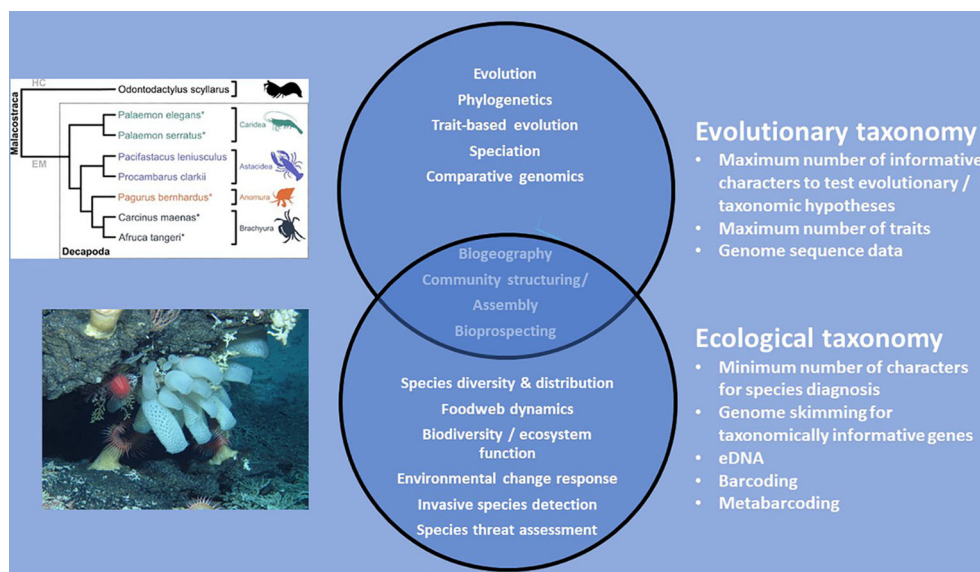 HC
Malacostraca
EM
Odontodactylus scyllarus
Palaemon elegans*
Palaemon serratus*
Caridea
Pacifastacus leniusculus
Procambarus clarkii
Astacidea
Pagurus bernhardus*
Anomura
Carcinus maenas*
Afruca tangeri*
Brachyura
Decapoda
Evolution
Phylogenetics
Trait-based evolution
Speciation
Comparative genomics
Biogeography
Community structuring/
Assembly
Bioprospecting
Species diversity & distribution
Foodweb dynamics
Biodiversity / ecosystem
function
Environmental change response
Invasive species detection
Species threat assessment
Evolutionary taxonomy
• Maximum number of informative
characters to test evolutionary /
taxonomic hypotheses
• Maximum number of traits
• Genome sequence data
Ecological taxonomy
• Minimum number of characters
for species diagnosis
• Genome skimming for
taxonomically informative genes
• eDNA
• Barcoding
• Metabarcoding